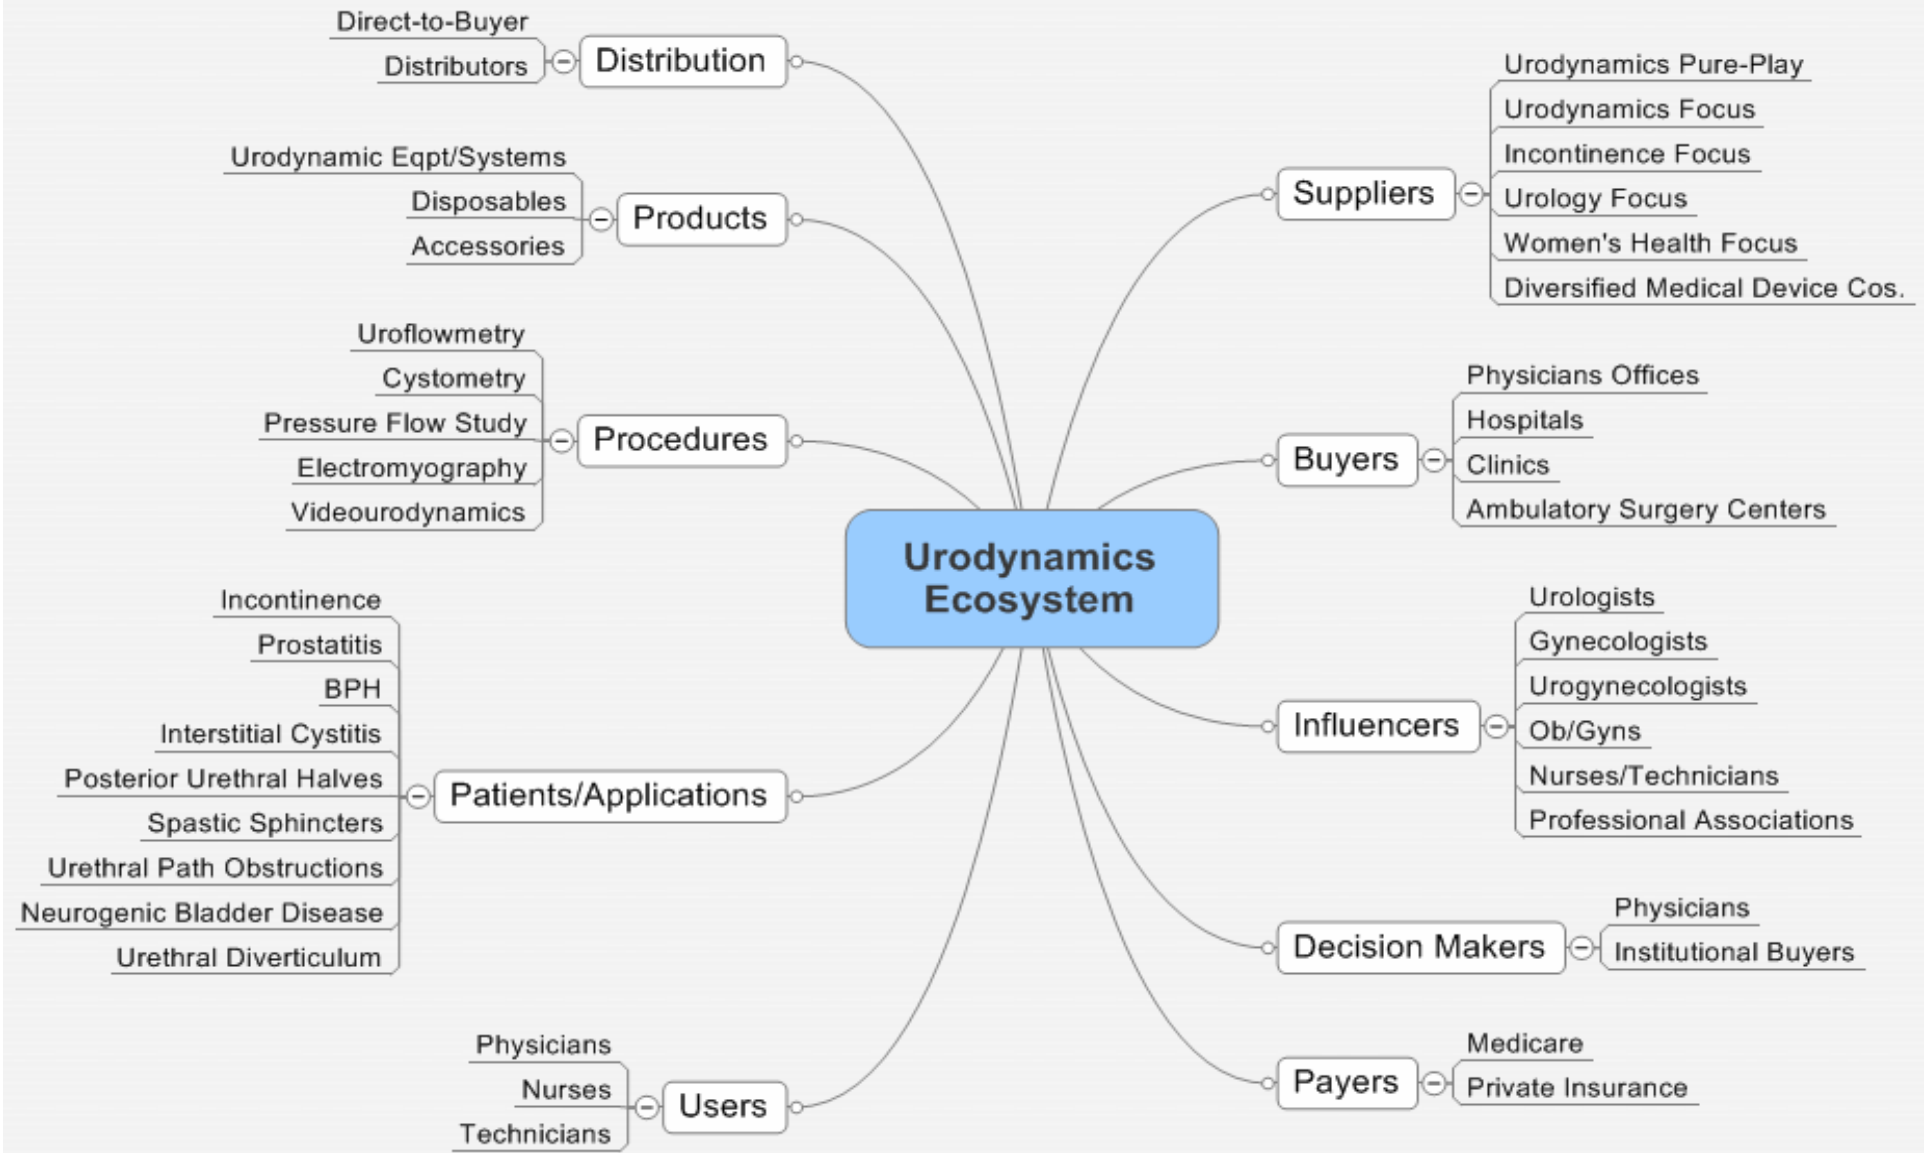 Direct-to-Buyer
Distributors
Distribution
Urodynamic Eqpt/Systems
Disposables
Accessories
Products
Uroflowmetry
Cystometry
Pressure Flow Study
Electromyography
Videourodynamics
Procedures
Incontinence
Prostatitis
BPH
Interstitial Cystitis
Posterior Urethral Halves
Spastic Sphincters
Urethral Path Obstructions
Neurogenic Bladder Disease
Urethral Diverticulum
Patients/Applications
Physicians
Nurses
Technicians
Users
Urodynamics
Ecosystem
Suppliers
Urodynamics Pure-Play
Urodynamics Focus
Incontinence Focus
Urology Focus
Women's Health Focus
Diversified Medical Device Cos.
Buyers
Physicians Offices
Hospitals
Clinics
Ambulatory Surgery Centers
Influencers
Urologists
Gynecologists
Urogynecologists
Ob/Gyns
Nurses/Technicians
Professional Associations
Decision Makers
Physicians
Institutional Buyers
Payers
Medicare
Private Insurance